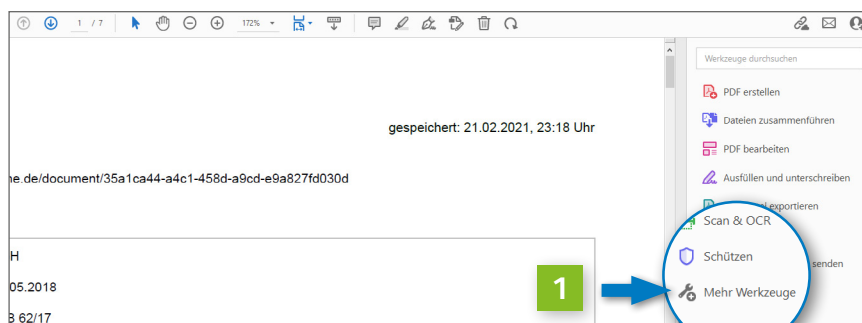 1 / 7
172%
Werkzeuge durchsuchen
PDF erstellen
gespeichert: 21.02.2021, 23:18 Uhr
Dateien zusammenführen
PDF bearbeiten
ne.de/document/35a1ca44-a4c1-458d-a9cd-e9a827fd030d
Ausfüllen und unterschreiben
exportieren
Scan & OCR
H
Schützen
senden
05.2018
1
Mehr Werkzeuge
62/17